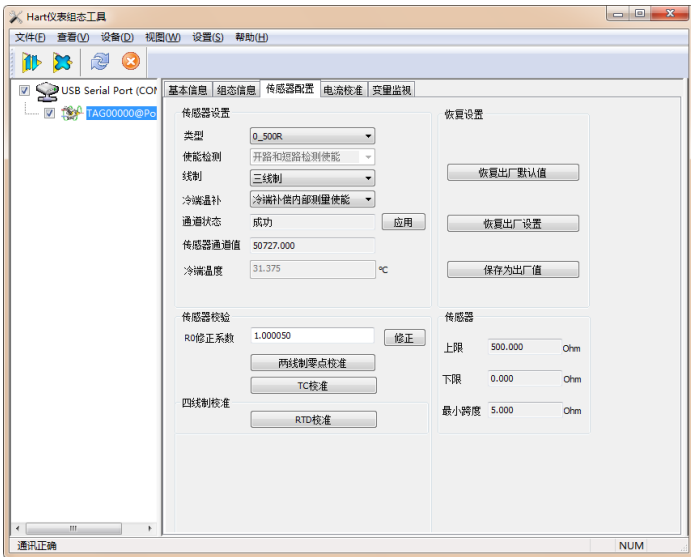 Hart仪表组态工具
文件(F) 查看(V) 设备(D) 视图(W) 设置(S) 帮助(H)
USB Serial Port (CO
TAG00000@Po
基本信息 组态信息 传感器配置 电流校准 变量监视
传感器设置
类型 0_500R
使能检测 开路和短路检测使能
线制 三线制
冷端温补 冷端补偿内部测量使能
通道状态 成功 应用
传感器通道值 50727.000
冷端温度 31.375 ℃
恢复设置
恢复出厂默认值
恢复出厂设置
保存为出厂值
传感器校验
R0修正系数 1.000050 修正
两线制零点校准
TC校准
四线制校准
RTD校准
传感器
上限 500.000 Ohm
下限 0.000 Ohm
最小跨度 5.000 Ohm
通讯正确 NUM